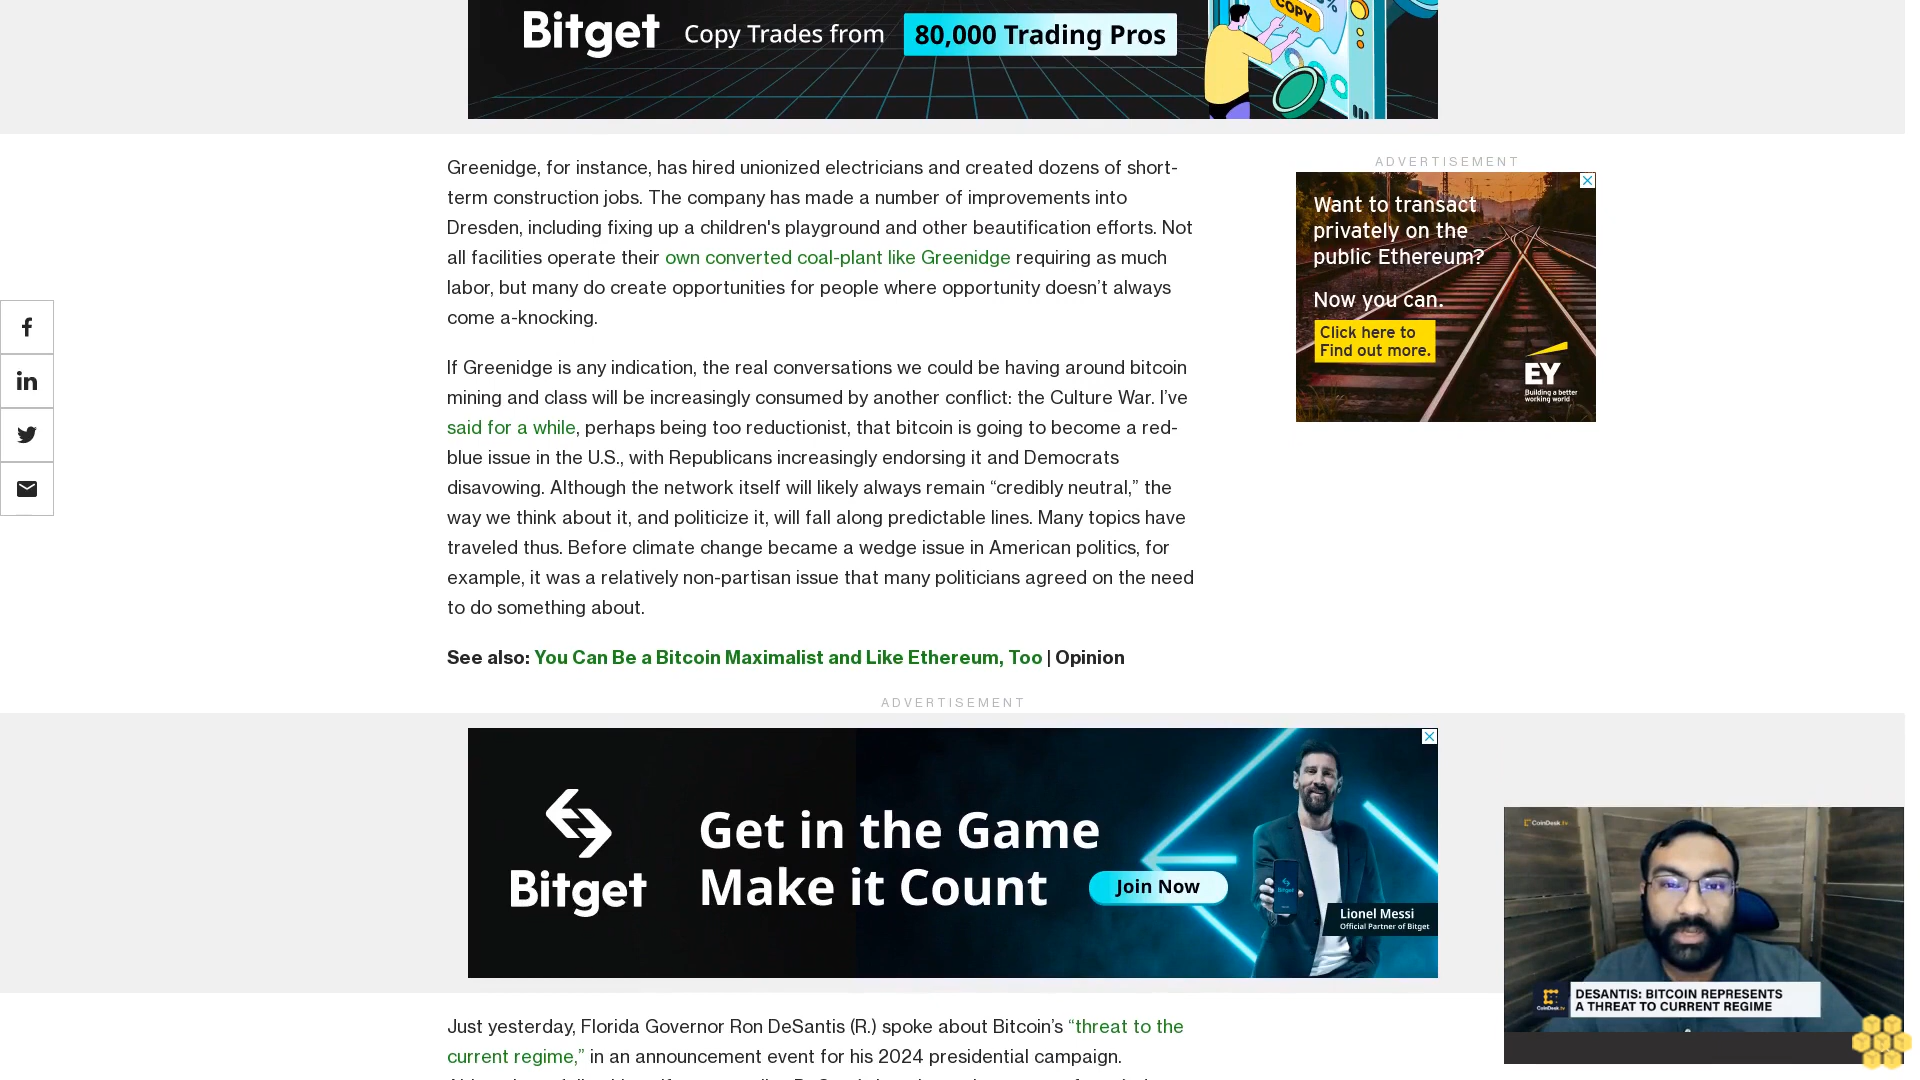 Bitget Copy Trades from 80,000 Trading Pros
COPY
%
Greenidge, for instance, has hired unionized electricians and created dozens of short-
term construction jobs. The company has made a number of improvements into
Dresden, including fixing up a children's playground and other beautification efforts. Not
all facilities operate their own converted coal-plant like Greenidge requiring as much
labor, but many do create opportunities for people where opportunity doesn’t always
come a-knocking.
If Greenidge is any indication, the real conversations we could be having around bitcoin
mining and class will be increasingly consumed by another conflict: the Culture War. I’ve
said for a while, perhaps being too reductionist, that bitcoin is going to become a red-
blue issue in the U.S., with Republicans increasingly endorsing it and Democrats
disavowing. Although the network itself will likely always remain “credibly neutral,” the
way we think about it, and politicize it, will fall along predictable lines. Many topics have
traveled thus. Before climate change became a wedge issue in American politics, for
example, it was a relatively non-partisan issue that many politicians agreed on the need
to do something about.
See also: You Can Be a Bitcoin Maximalist and Like Ethereum, Too | Opinion
ADVERTISEMENT
Want to transact
privately on the
public Ethereum?
Now you can.
Click here to
Find out more.
EY
Building a better
working world
ADVERTISEMENT
Bitget
Get in the Game
Make it Count
Join Now
Bitget
Lionel Messi
Official Partner of Bitget
CoinDesk tv
DESANTIS: BITCOIN REPRESENTS
A THREAT TO CURRENT REGIME
CoinDesk tv
Just yesterday, Florida Governor Ron DeSantis (R.) spoke about Bitcoin’s “threat to the
current regime,” in an announcement event for his 2024 presidential campaign.